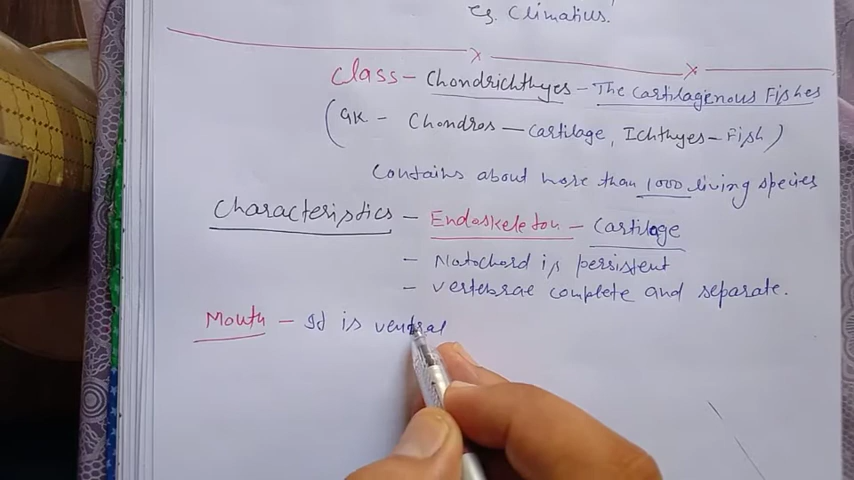 Eg. Climatius.
Class - Chondrichthyes - The Cartilagenous Fishes
(GK - Chondros - Cartilage, Ichthyes - Fish)
Contains about more than 1000 living species
Characteristics - Endoskeleton - Cartilage
- Notochord is persistent
- Vertebrae complete and separate.
Mouth - It is ventral